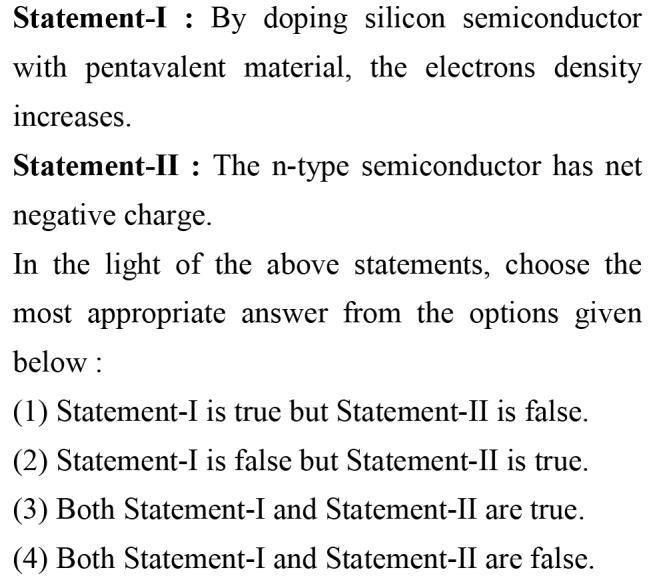 Statement-I : By doping silicon semiconductor
with pentavalent material, the electrons density
increases.
Statement-II : The n-type semiconductor has net
negative charge.
In the light of the above statements, choose the
most appropriate answer from the options given
below :
(1) Statement-I is true but Statement-II is false.
(2) Statement-I is false but Statement-II is true.
(3) Both Statement-I and Statement-II are true.
(4) Both Statement-I and Statement-II are false.